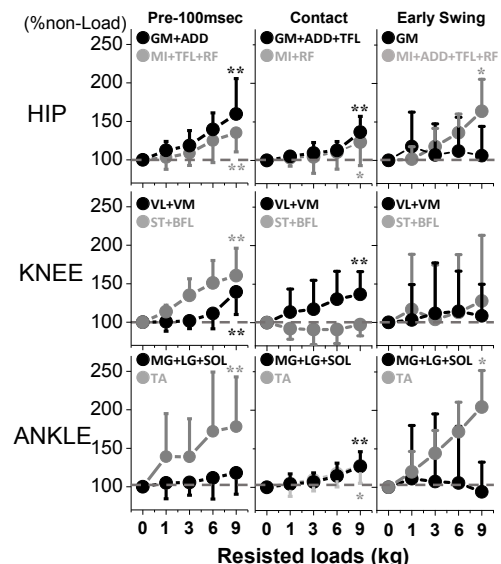 (%non-Load) Pre-100msec Contact Early Swing
250 GM+ADD GM+ADD+TFL GM
MI+TFL+RF MI+RF MI+ADD+TFL+RF
200 ** ** *
HIP
150
100 ** *
KNEE
200 VL+VM VL+VM VL+VM
ST+BFL ST+BFL ST+BFL
** **
150
100 **
ANKLE
250 MG+LG+SOL MG+LG+SOL MG+LG+SOL
TA TA TA
** *
200
**
150
100 *
0 1 3 6 9 0 1 3 6 9 0 1 3 6 9
Resisted loads (kg)